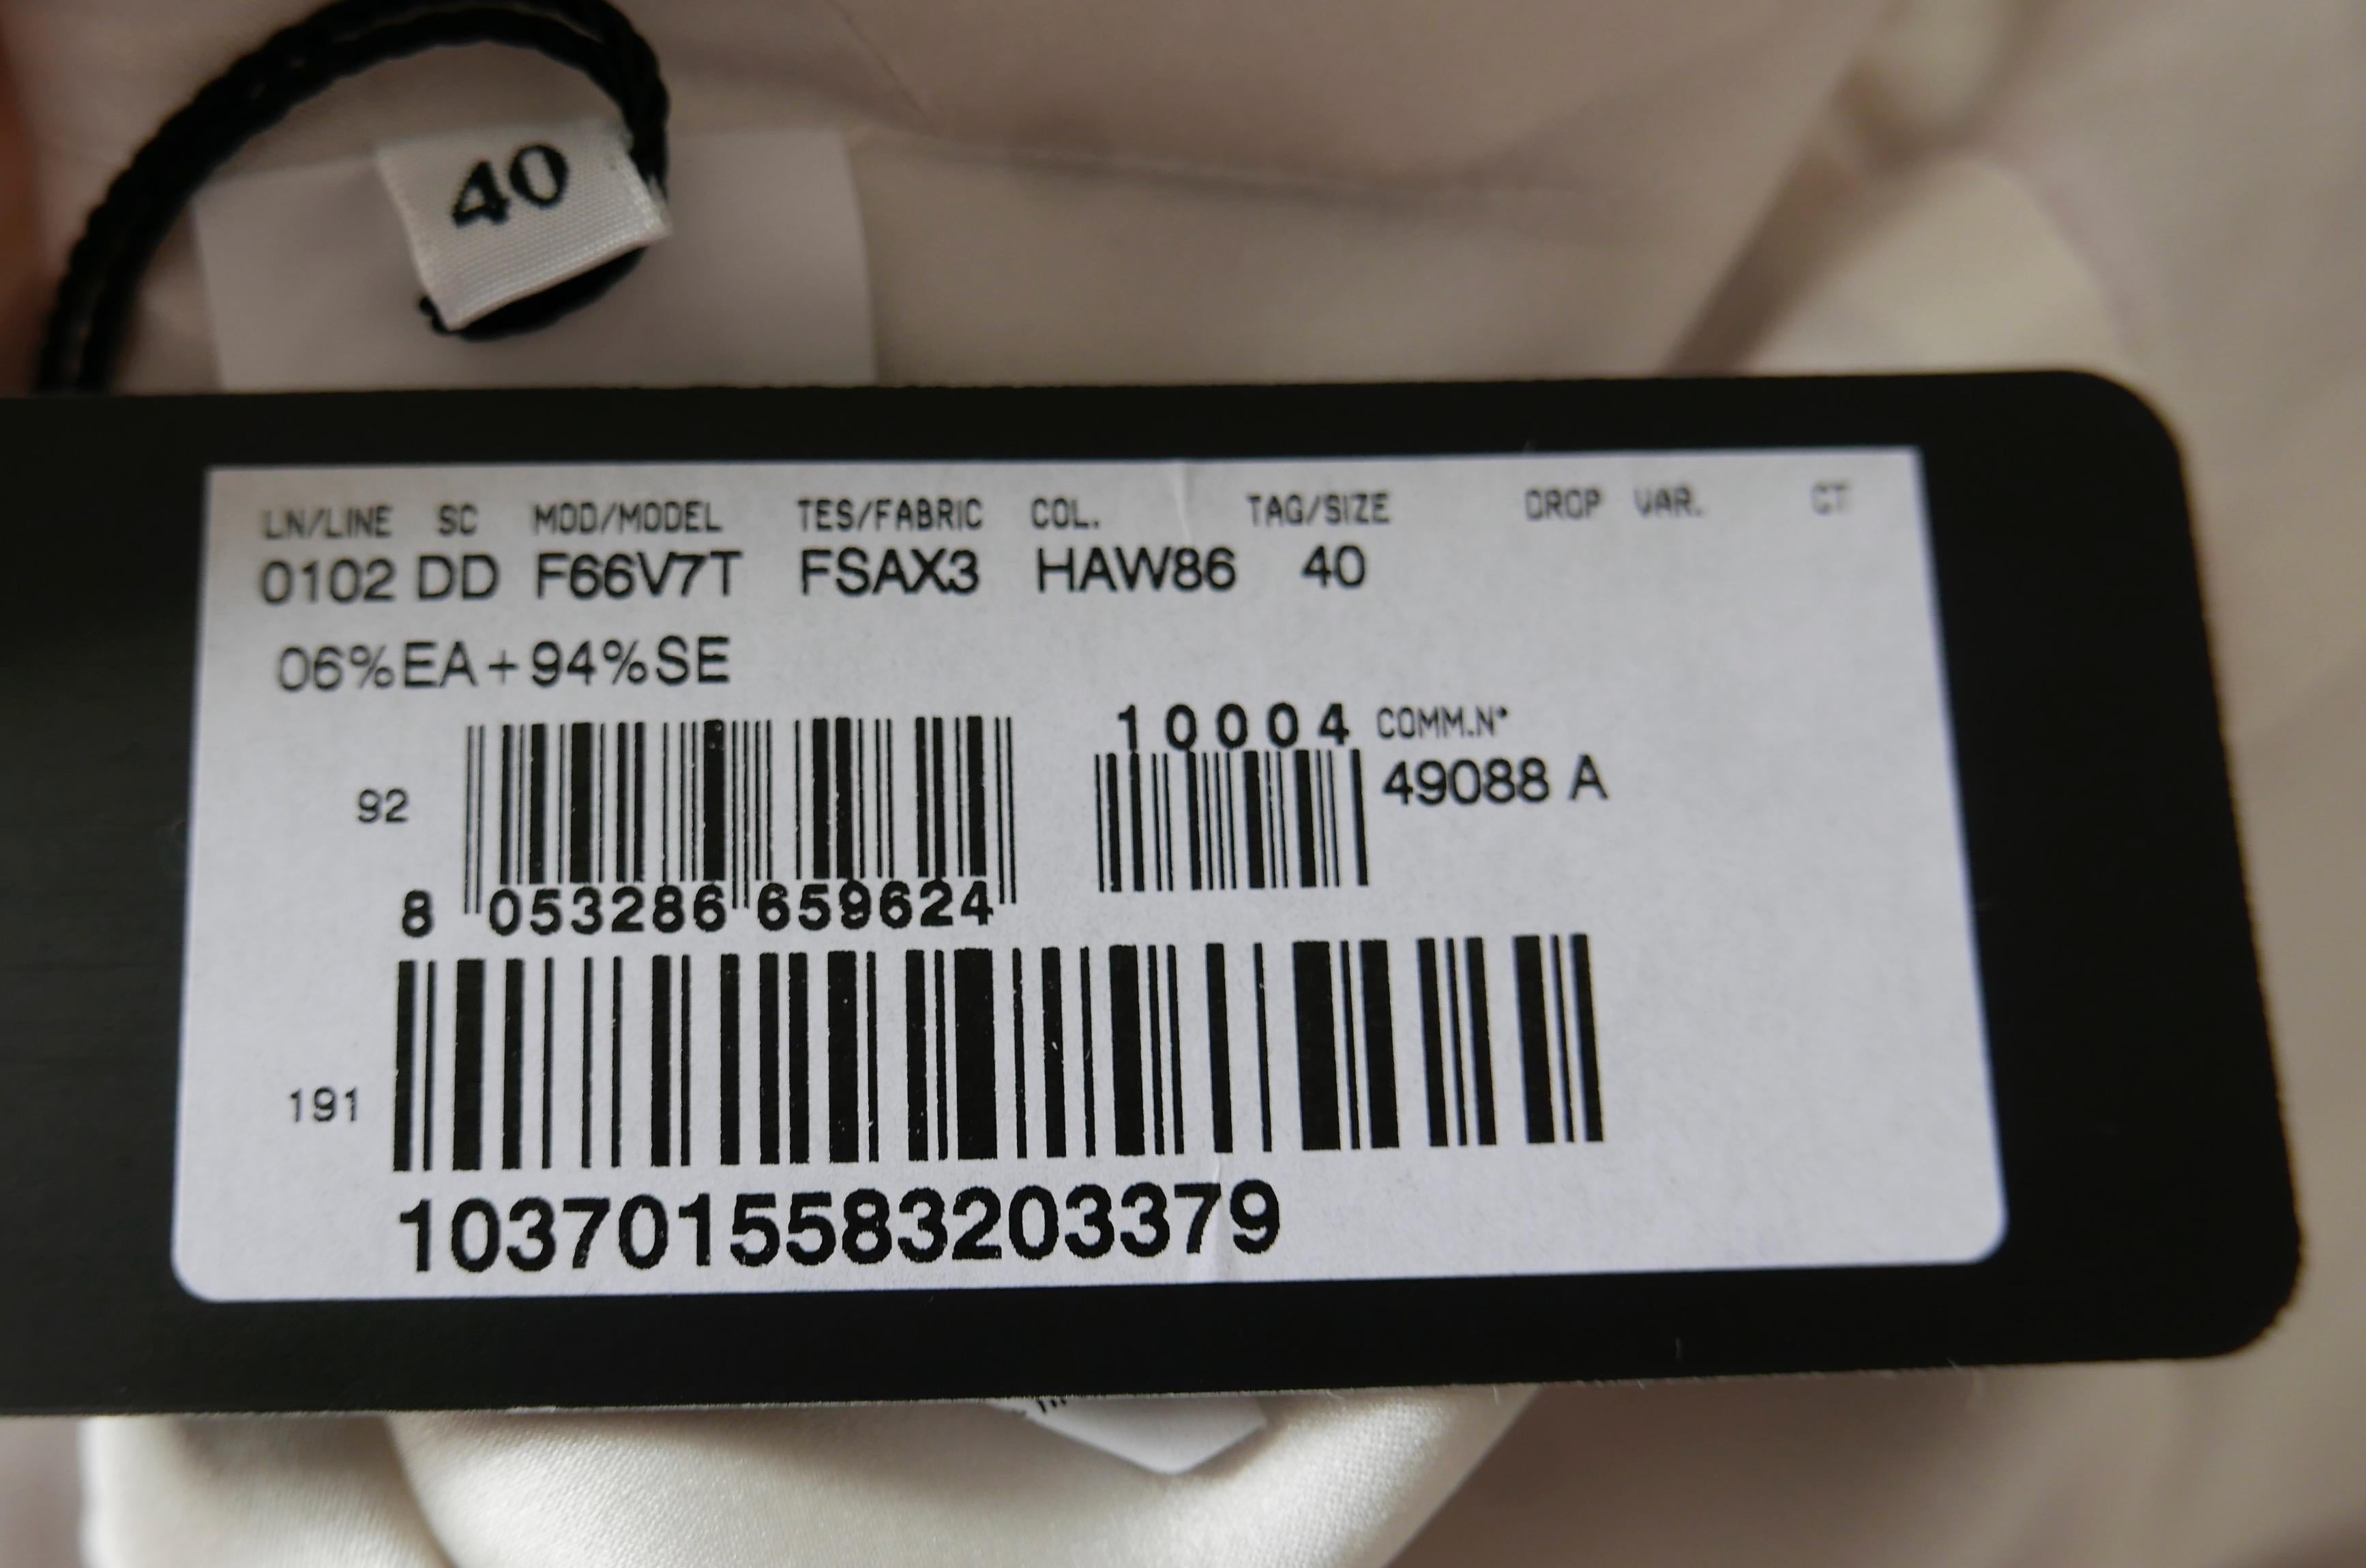 40
LN/LINE SC MOD/MODEL TES/FABRIC COL. TAG/SIZE DROP VAR. CT
0102 DD F66V7T FSAX3 HAW86 40
06%EA+94%SE
10004 COMM.N°
49088 A
92
8 053286 659624
191
1037015583203379